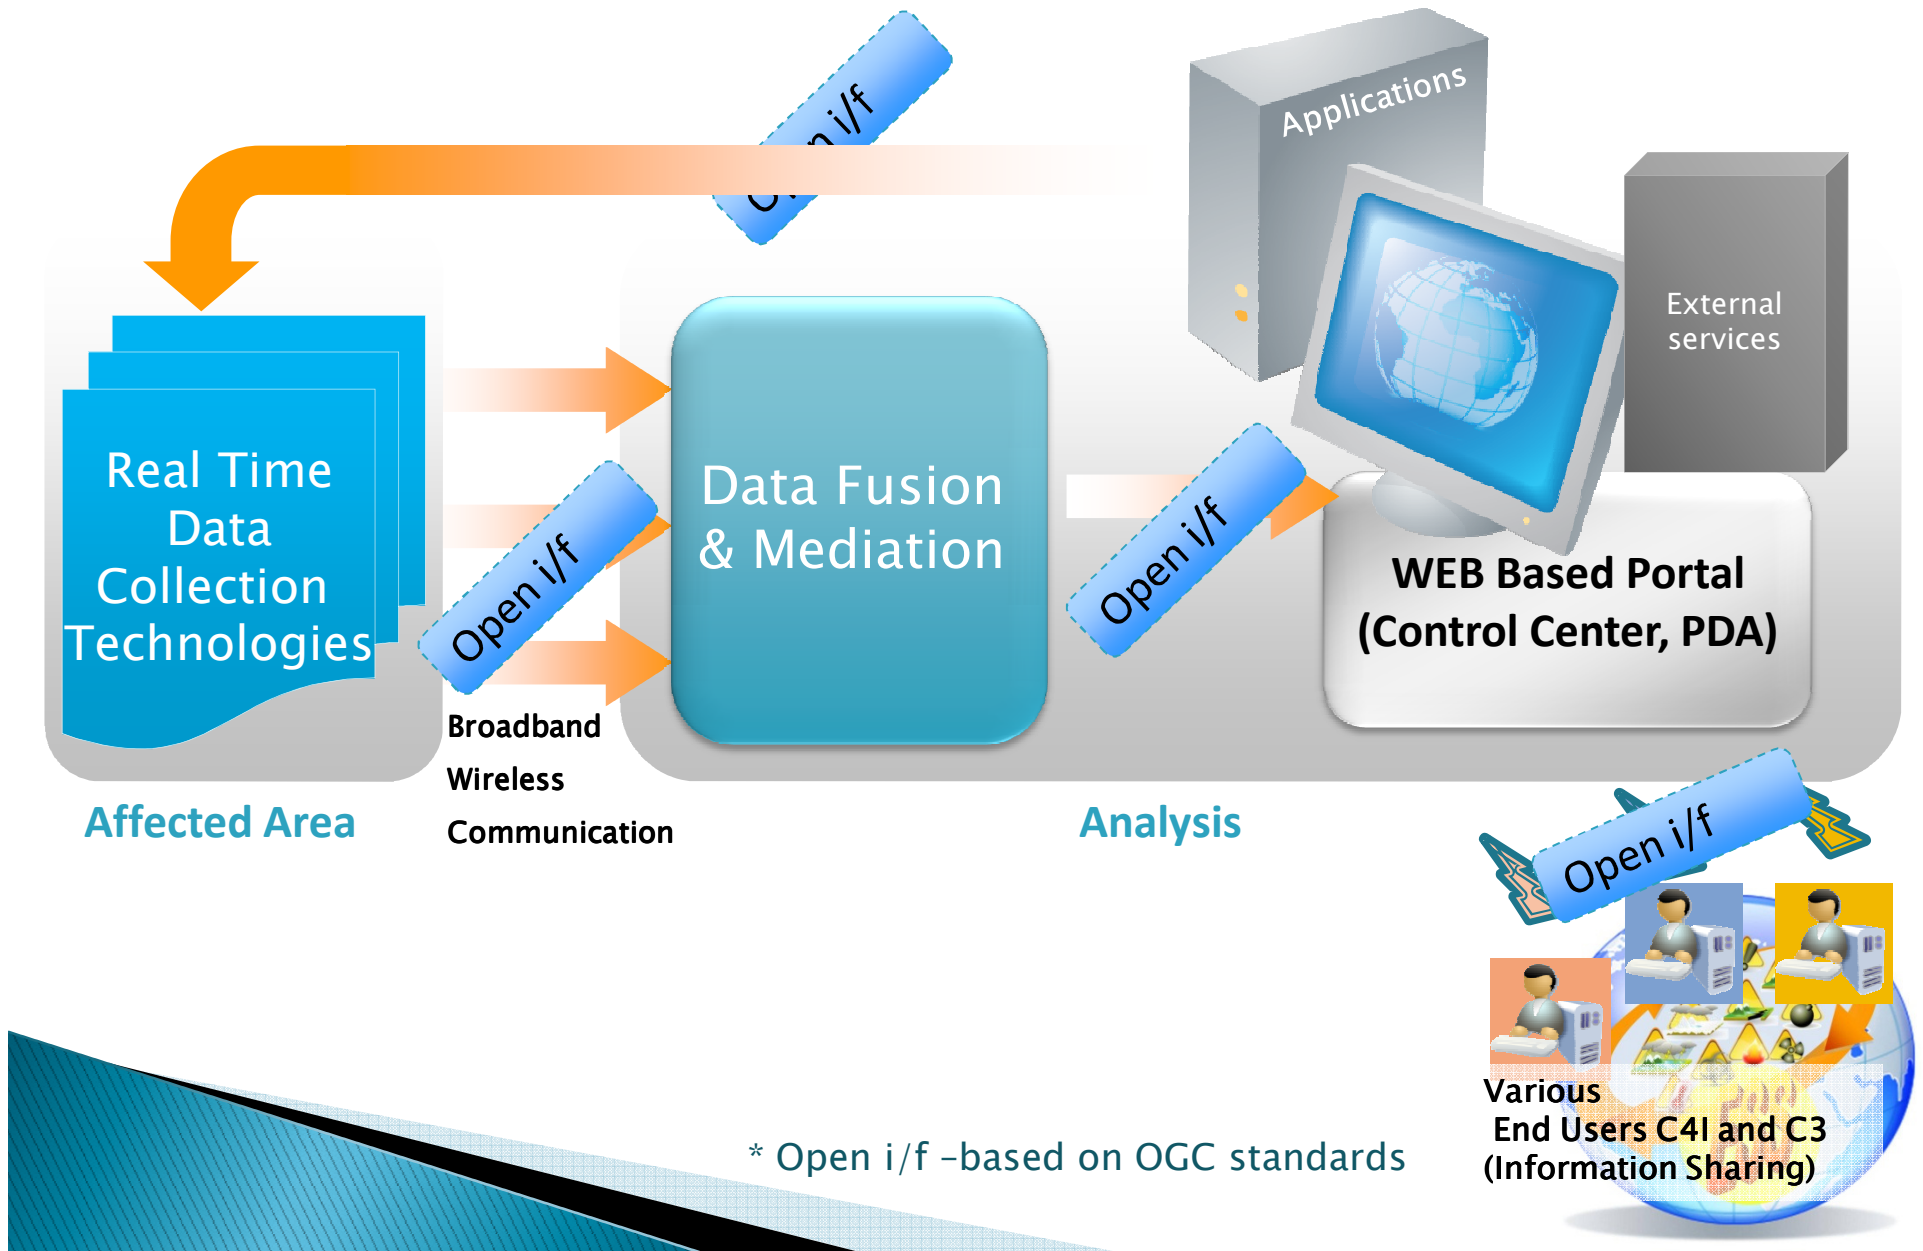 Open i/f
Applications
External
services
Real Time
Data
Collection
Technologies
Open i/f
Data Fusion
& Mediation
Open i/f
WEB Based Portal
(Control Center, PDA)
Broadband
Wireless
Communication
Affected Area
Analysis
Open i/f
Various
End Users C4I and C3
(Information Sharing)
* Open i/f –based on OGC standards